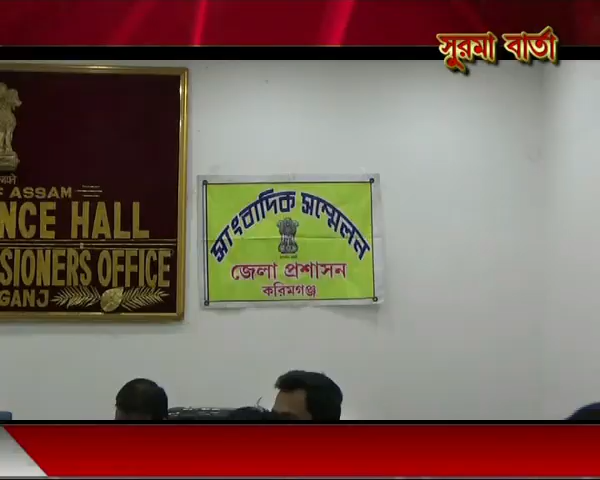 সুরমা বার্তা
ASSAM
NCE HALL
SIONERS OFFICE
GANJ
সাংবাদিক সম্মেলন
জেলা প্রশাসন
করিমগঞ্জ